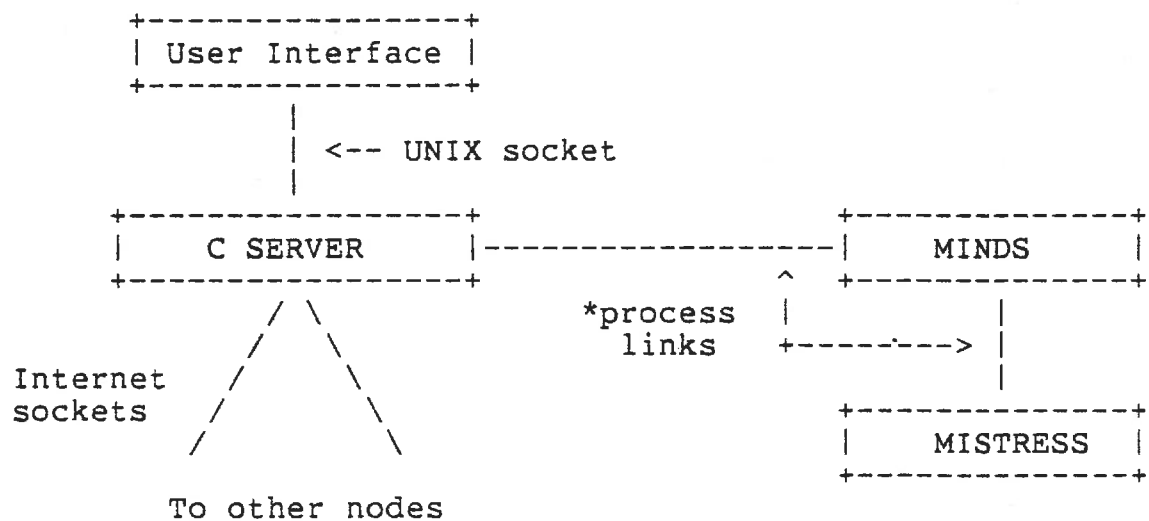 User Interface
<-- UNIX socket
C SERVER
MINDS
*process
links
Internet
sockets
MISTRESS
To other nodes